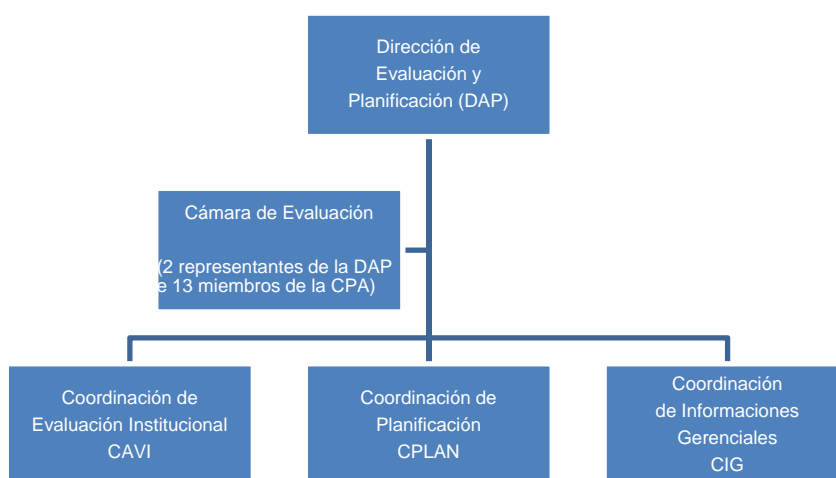 Dirección de
Evaluación y
Planificación (DAP)
Cámara de Evaluación
(2 representantes de la DAP
e 13 miembros de la CPA)
Coordinación de
Evaluación Institucional
CAVI
Coordinación de
Planificación
CPLAN
Coordinación
de Informaciones
Gerenciales
CIG